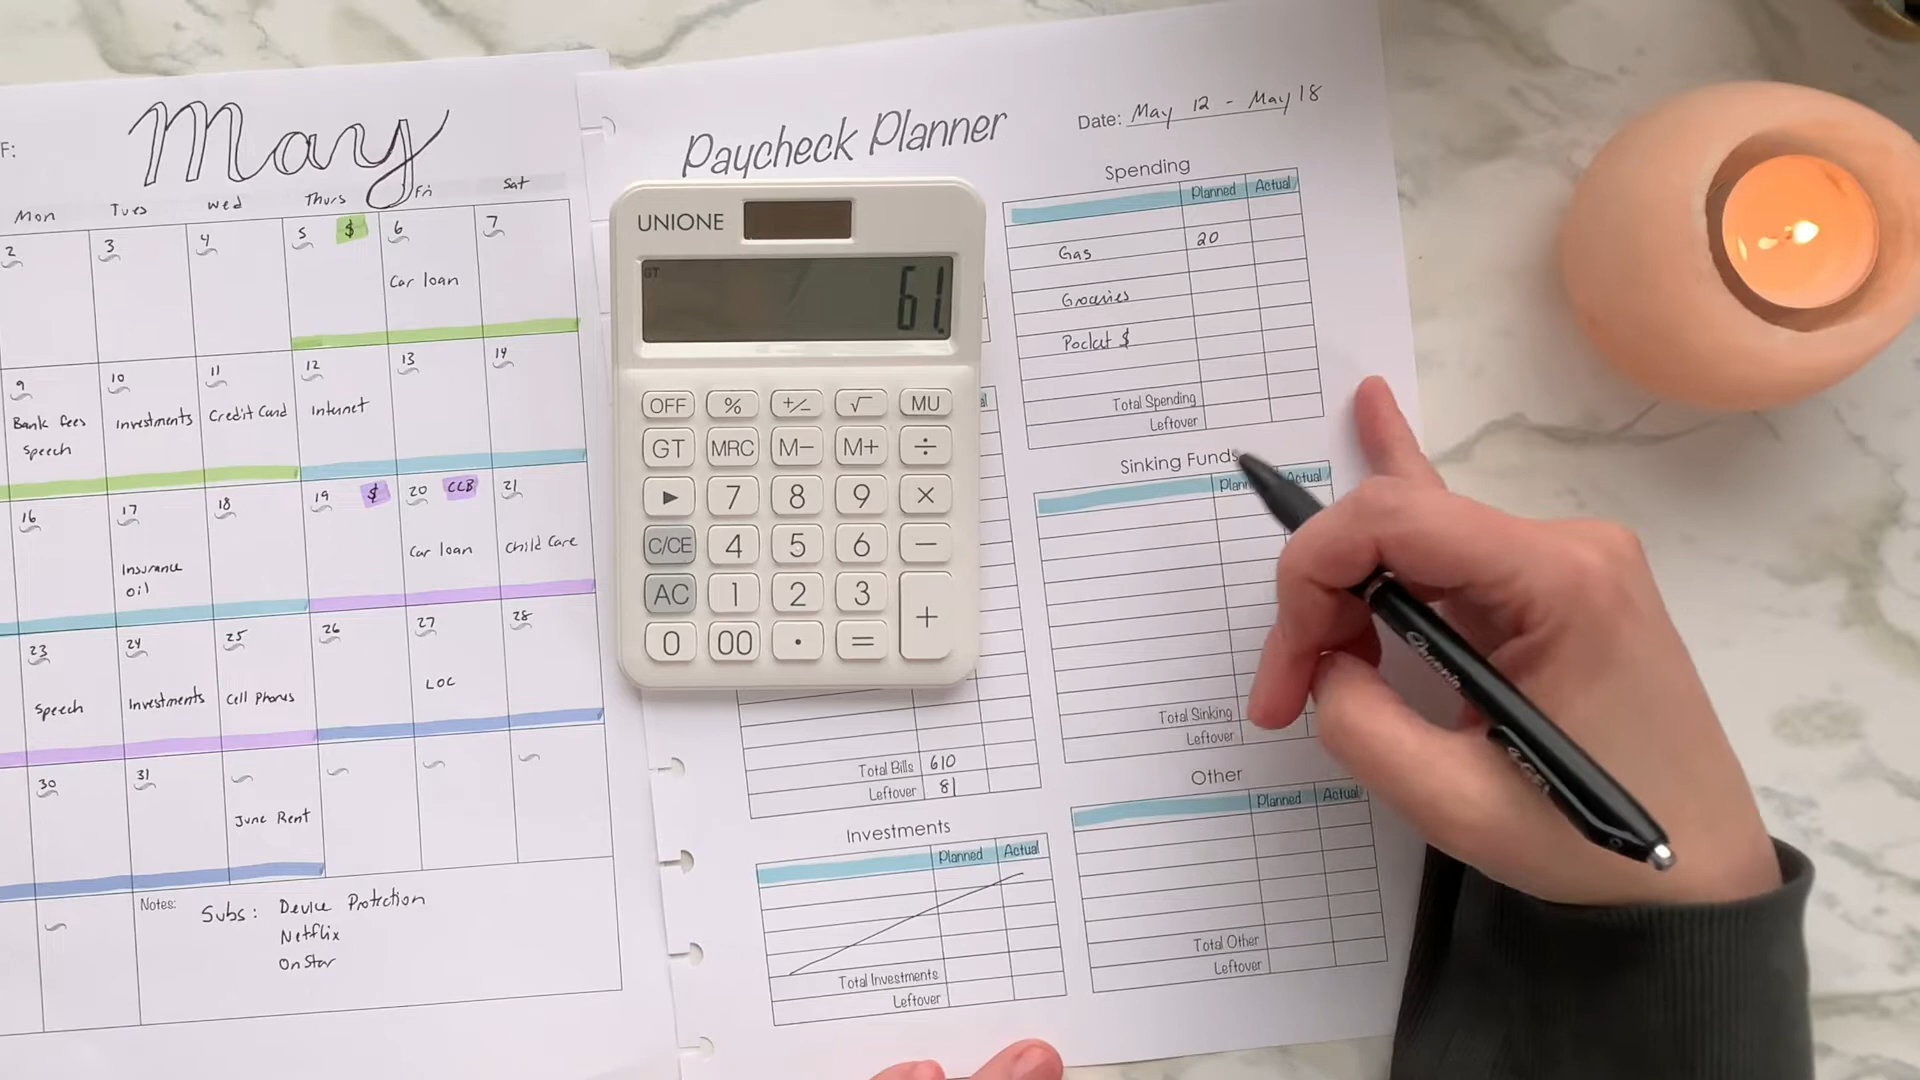 F:
May
Mon Tues Wed Thurs Fri Sat
2 3 4 5 $ 6 7
Car loan
9 10 11 12 13 14
Bank fees Investments Credit Card Internet
Speech
16 17 18 19 $ 20 CCB 21
Insurance Car loan Child Care
oil
23 24 25 26 27 28
Speech Investments Cell Phones LOC
30 31
June Rent
Notes: Subs: Device Protection
Netflix
OnStar
Paycheck Planner
Date: May 12 - May 18
UNIONE
GT
61.
OFF % +/− √ MU
GT MRC M− M+ ÷
▶ 7 8 9 ×
C/CE 4 5 6 −
AC 1 2 3 +
0 00 . =
al
Total Bills 610
Leftover 81
Investments
Planned Actual
Total Investments
Leftover
Spending
Planned Actual
Gas 20
Groceries
Pocket $
Total Spending
Leftover
Sinking Funds
Plan Actual
Total Sinking
Leftover
Other
Planned Actual
Total Other
Leftover